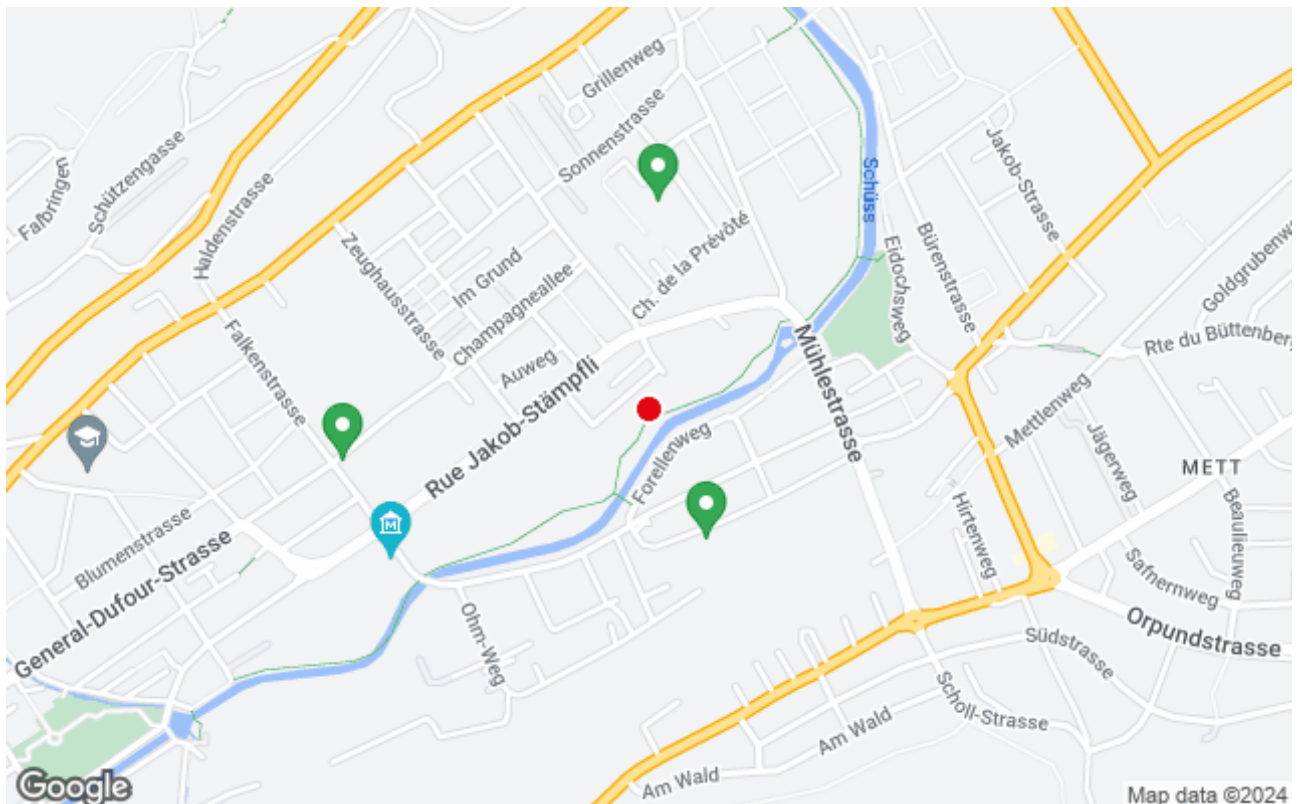 Grillenweg
Sonnenstrasse
Schützengasse
Falbringen
Haldenstrasse
Jakob-Strasse
Schüss
Zeughausstrasse
Im Grund
Ch. de la Prévôté
Eidochsweg
Bürenstrasse
Goldgrubenwe
Champagneallee
Falkenstrasse
Auweg
Rte du Büttenberg
Mühlestrasse
Mettlenweg
Rue Jakob-Stämpfli
Forellenweg
Jägerweg
METT
Blumenstrasse
General-Dufour-Strasse
Hirtenweg
Beaulieuweg
Safnernweg
Ohm-Weg
Orpundstrasse
Südstrasse
Scholl-Strasse
Am Wald
Am Wald
M
Google
Map data ©2024